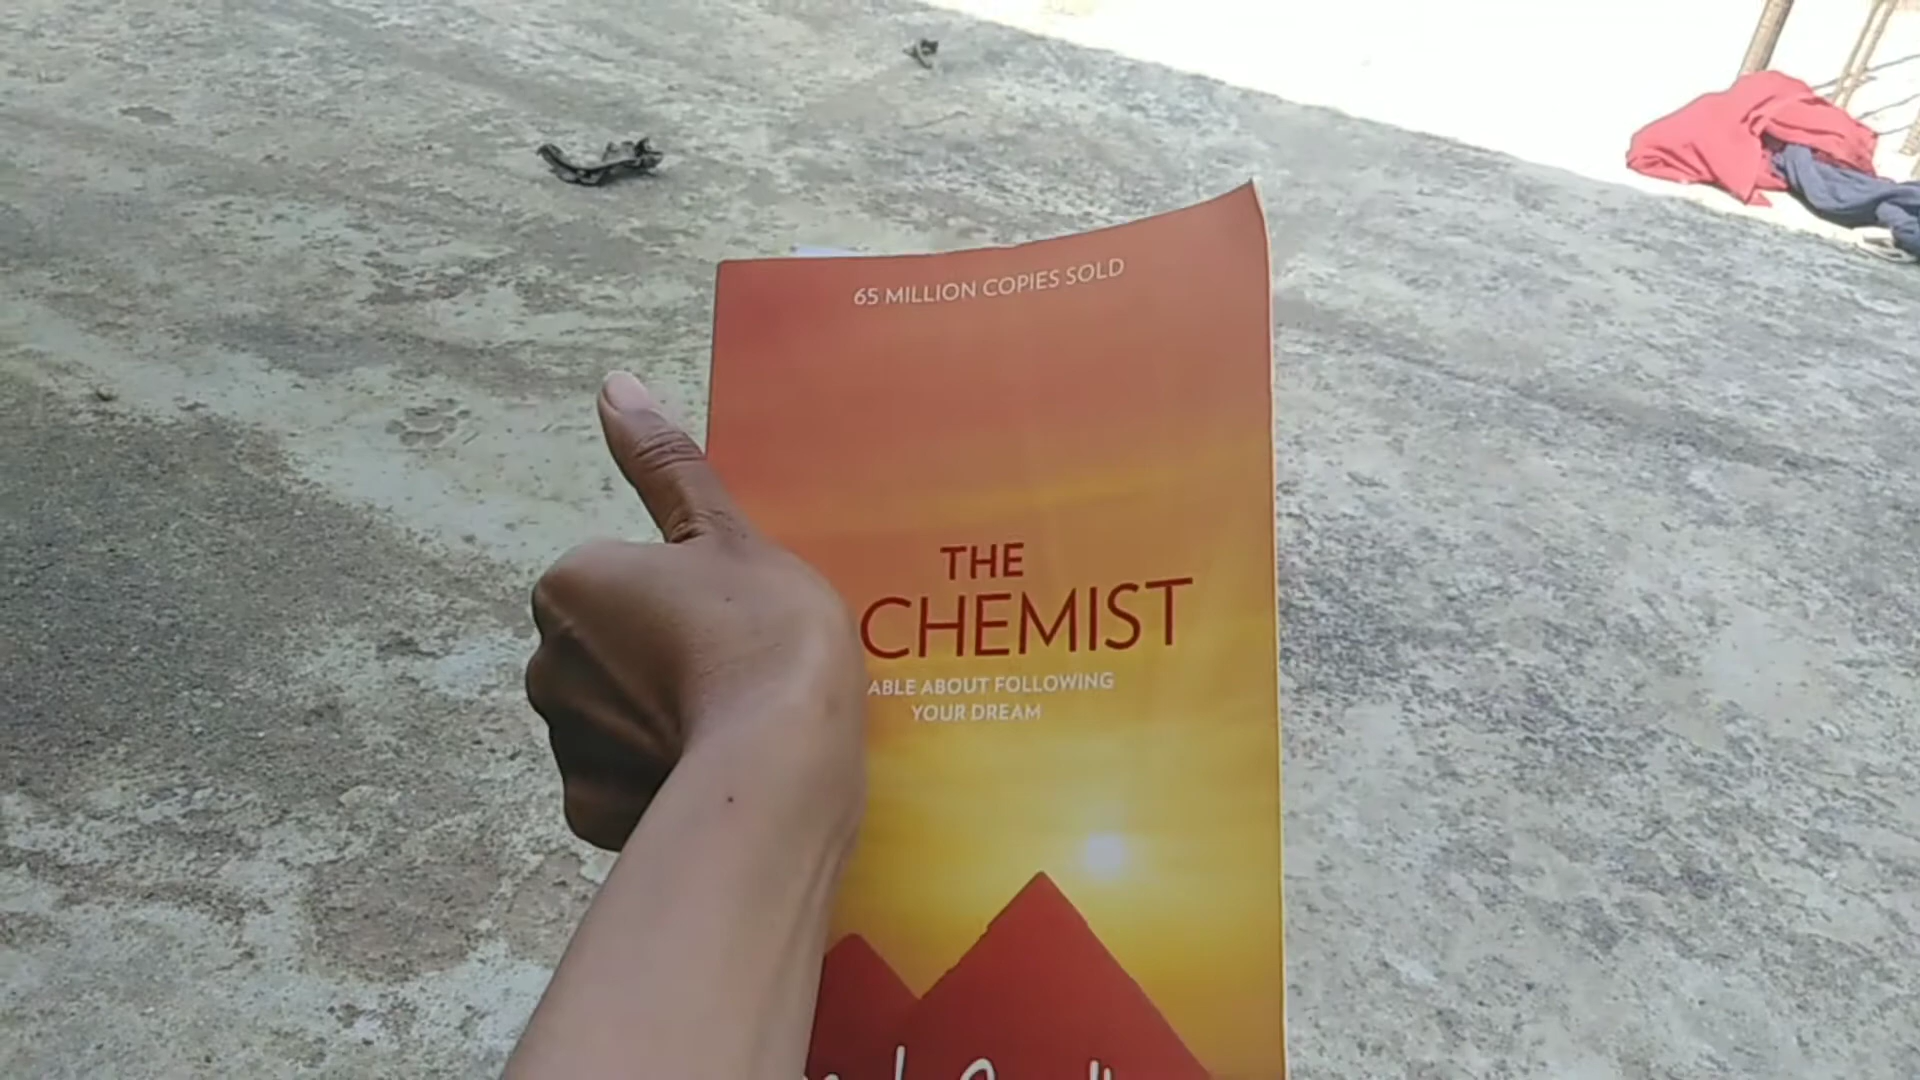 65 MILLION COPIES SOLD
THE
CHEMIST
ABLE ABOUT FOLLOWING
YOUR DREAM